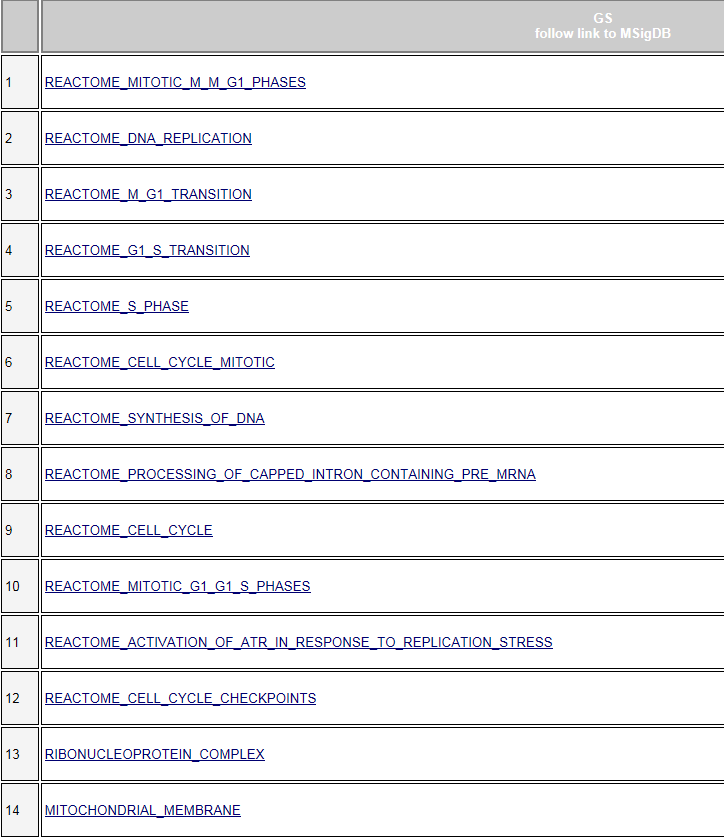 GS
follow link to MSigDB
1 REACTOME_MITOTIC_M_M_G1_PHASES
2 REACTOME_DNA_REPLICATION
3 REACTOME_M_G1_TRANSITION
4 REACTOME_G1_S_TRANSITION
5 REACTOME_S_PHASE
6 REACTOME_CELL_CYCLE_MITOTIC
7 REACTOME_SYNTHESIS_OF_DNA
8 REACTOME_PROCESSING_OF_CAPPED_INTRON_CONTAINING_PRE_MRNA
9 REACTOME_CELL_CYCLE
10 REACTOME_MITOTIC_G1_G1_S_PHASES
11 REACTOME_ACTIVATION_OF_ATR_IN_RESPONSE_TO_REPLICATION_STRESS
12 REACTOME_CELL_CYCLE_CHECKPOINTS
13 RIBONUCLEOPROTEIN_COMPLEX
14 MITOCHONDRIAL_MEMBRANE